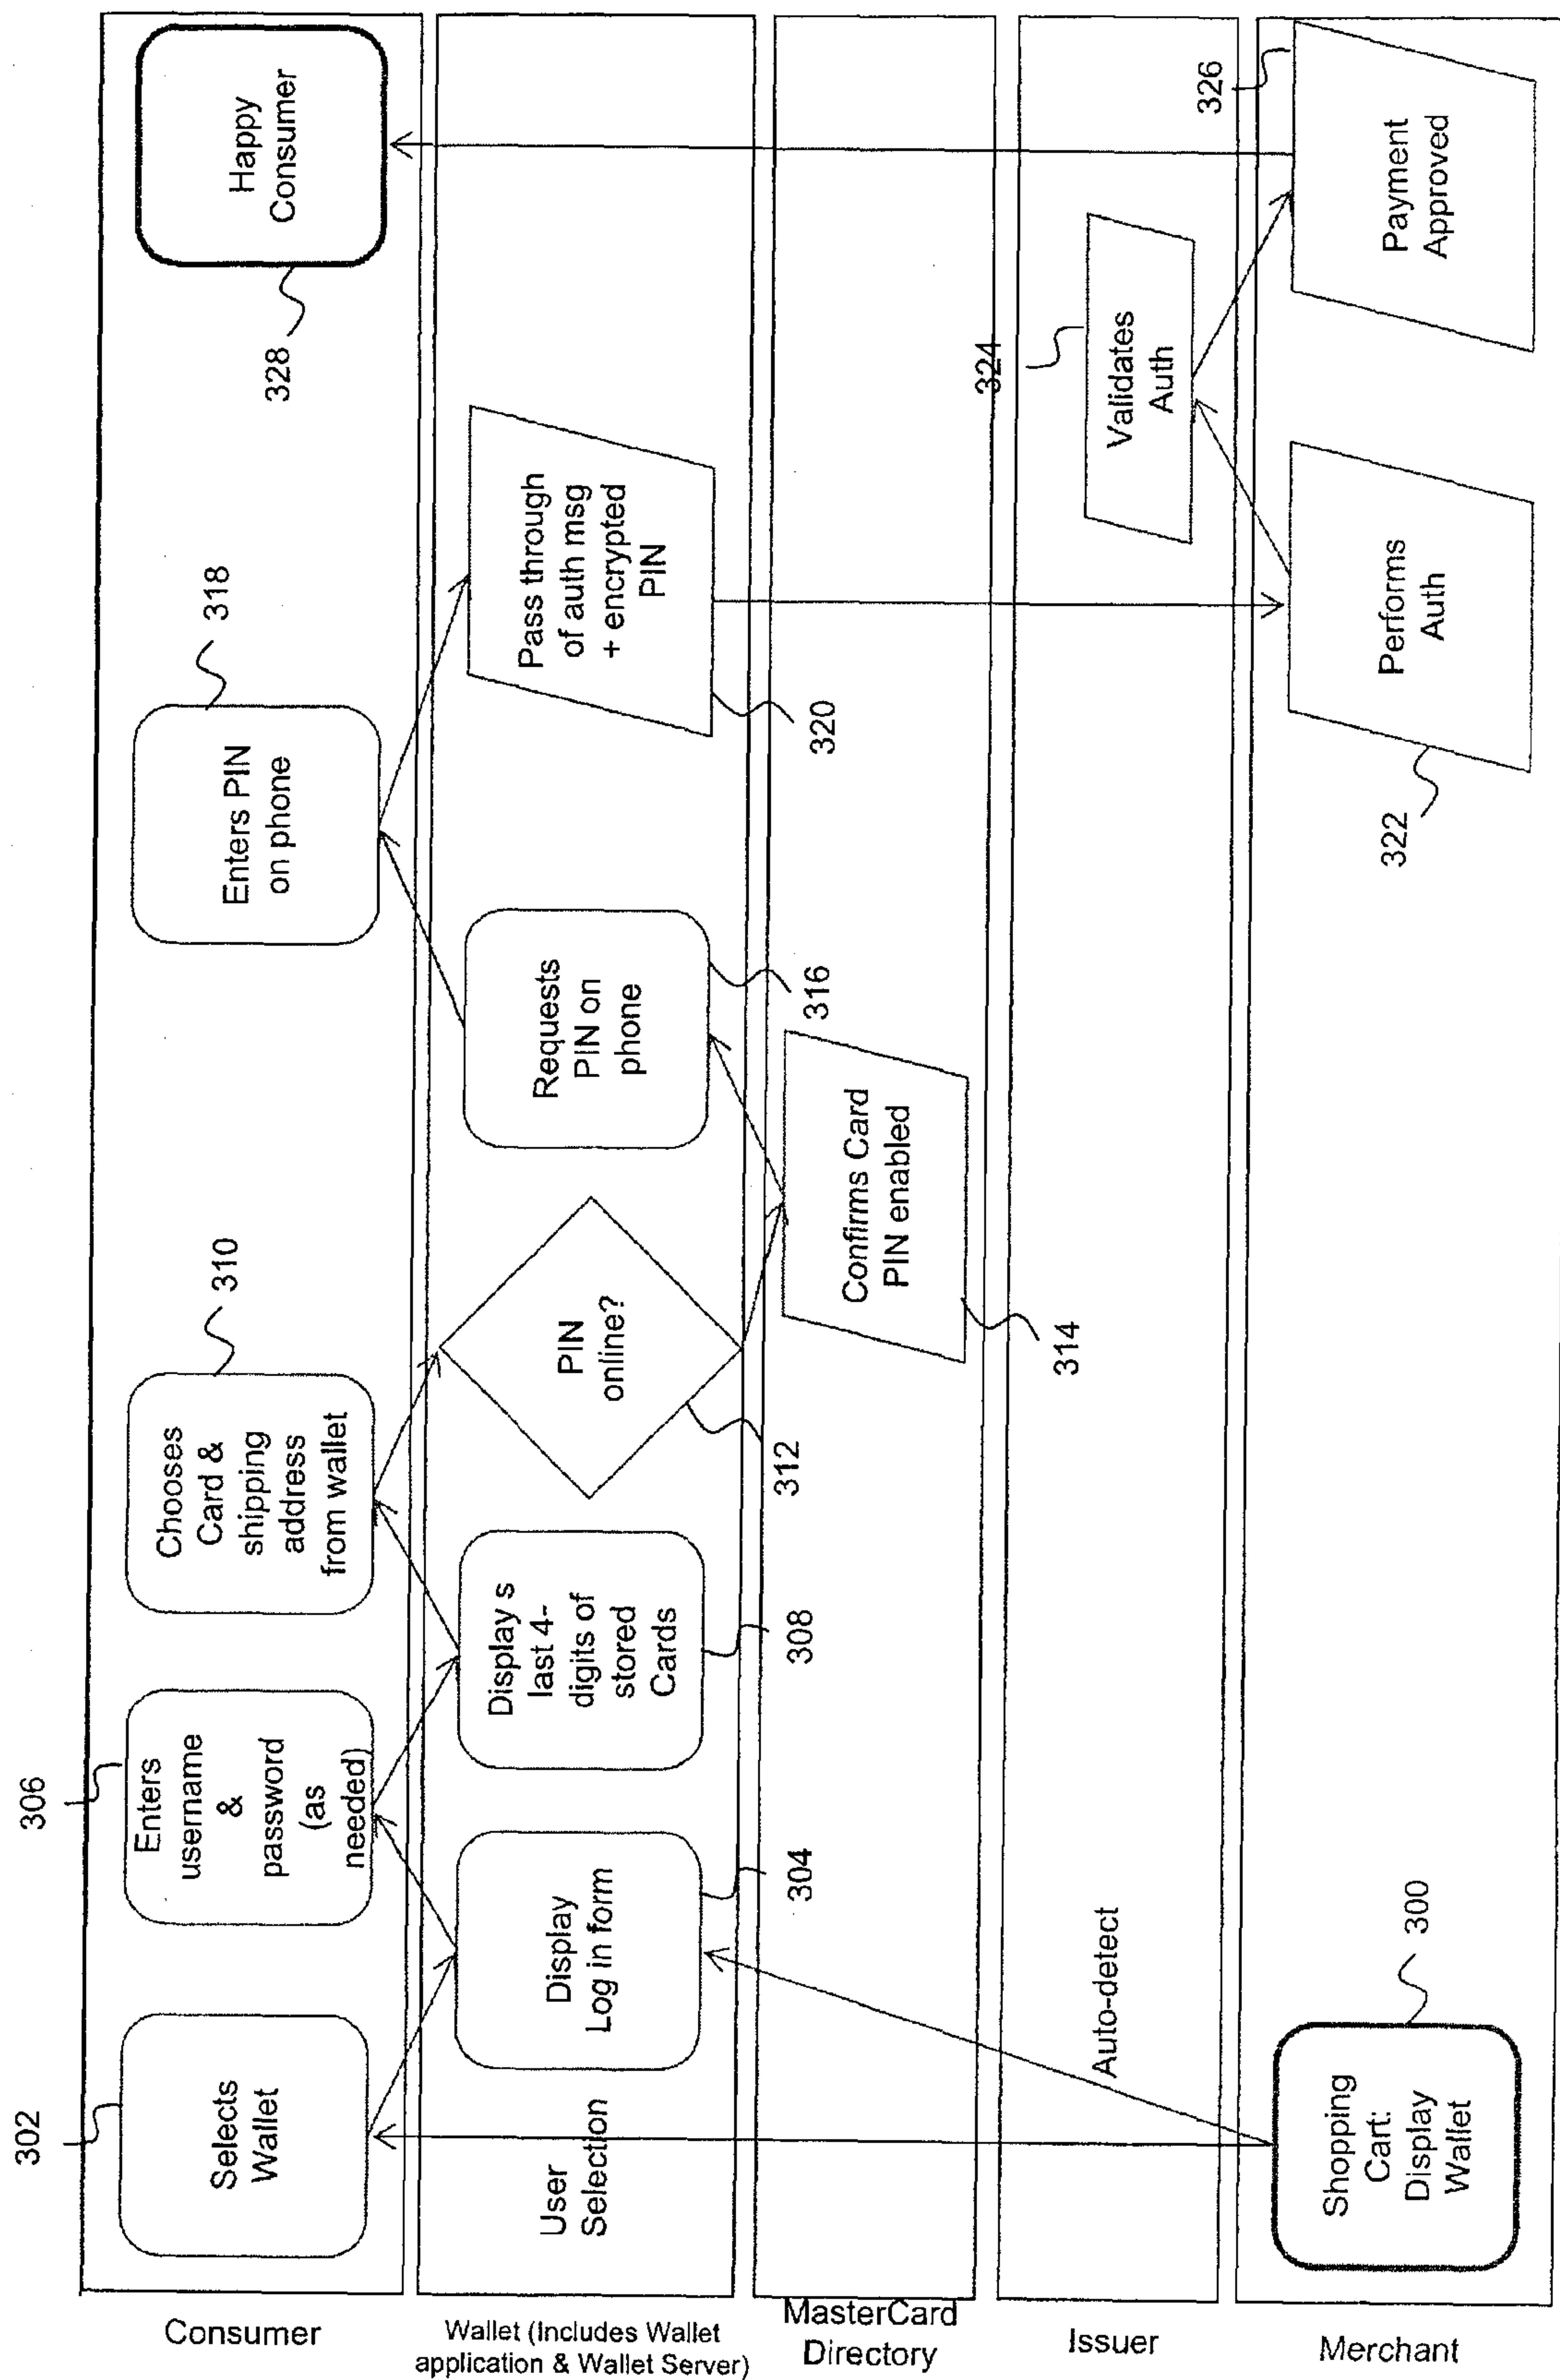 Consumer
302
Selects
Wallet
306
Enters
username
&
password
(as
needed)
310
Chooses
Card &
shipping
address
from wallet
318
Enters PIN
on phone
328
Happy
Consumer
Wallet (Includes Wallet
application & Wallet Server)
User
Selection
Display
Log in form
304
Display s
last 4-
digits of
stored
Cards
308
PIN
online?
312
Requests
PIN on
phone
316
Pass through
of auth msg
+ encrypted
PIN
320
MasterCard
Directory
Confirms Card
PIN enabled
314
Issuer
Auto-detect
324
Validates
Auth
Merchant
300
Shopping
Cart:
Display
Wallet
322
Performs
Auth
326
Payment
Approved